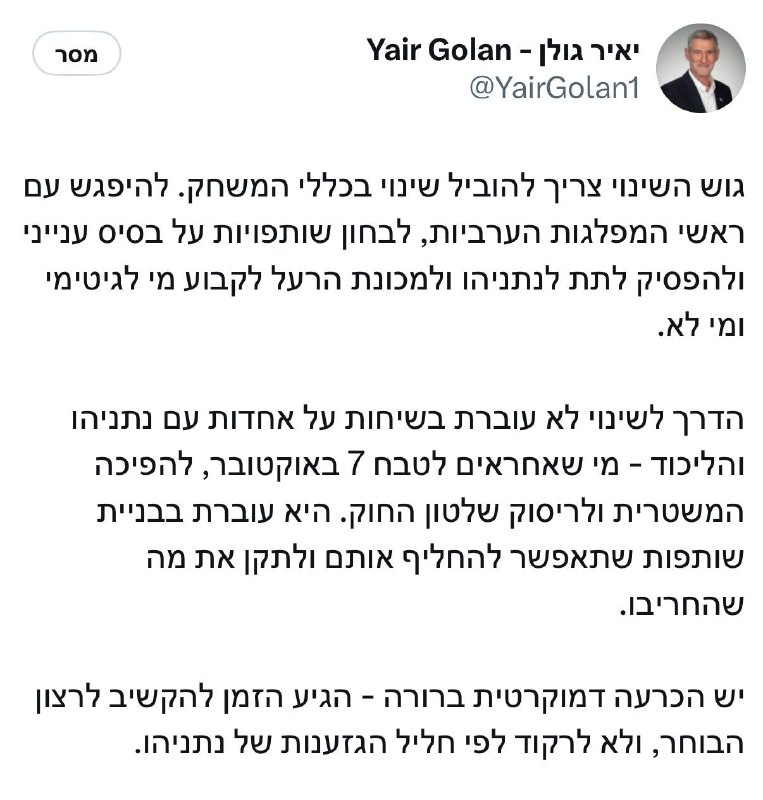 יאיר גולן - Yair Golan
@YairGolan1
מסר
גוש השינוי צריך להוביל שינוי בכללי המשחק. להיפגש עם
ראשי המפלגות הערביות, לבחון שותפויות על בסיס ענייני
ולהפסיק לתת לנתניהו ולמכונת הרעל לקבוע מי לגיטימי
ומי לא.
הדרך לשינוי לא עוברת בשיחות על אחדות עם נתניהו
והליכוד - מי שאחראים לטבח 7 באוקטובר, להפיכה
המשטרית ולריסוק שלטון החוק. היא עוברת בבניית
שותפות שתאפשר להחליף אותם ולתקן את מה
שהחריבו.
יש הכרעה דמוקרטית ברורה - הגיע הזמן להקשיב לרצון
הבוחר, ולא לרקוד לפי חליל הגזענות של נתניהו.